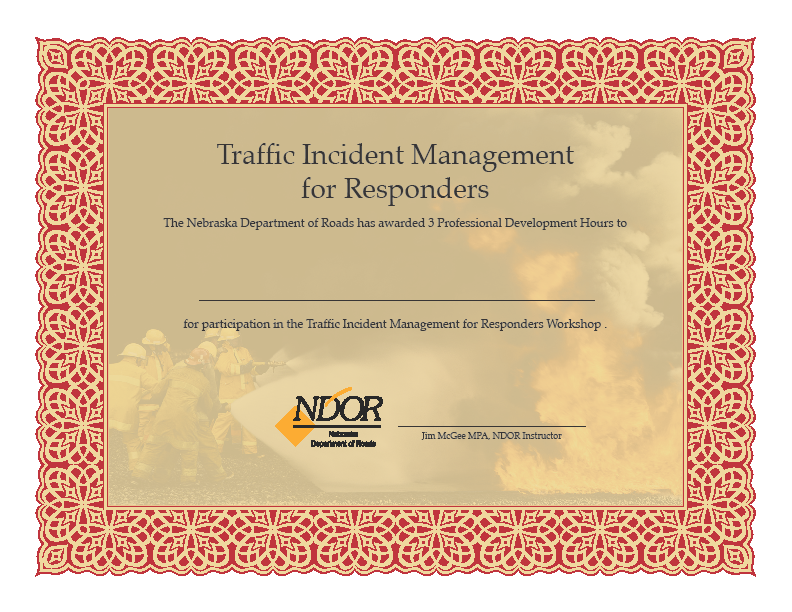 Traffic Incident Management
for Responders
The Nebraska Department of Roads has awarded 3 Professional Development Hours to
for participation in the Traffic Incident Management for Responders Workshop .
NDOR
Nebraska
Department of Roads
Jim McGee MPA, NDOR Instructor